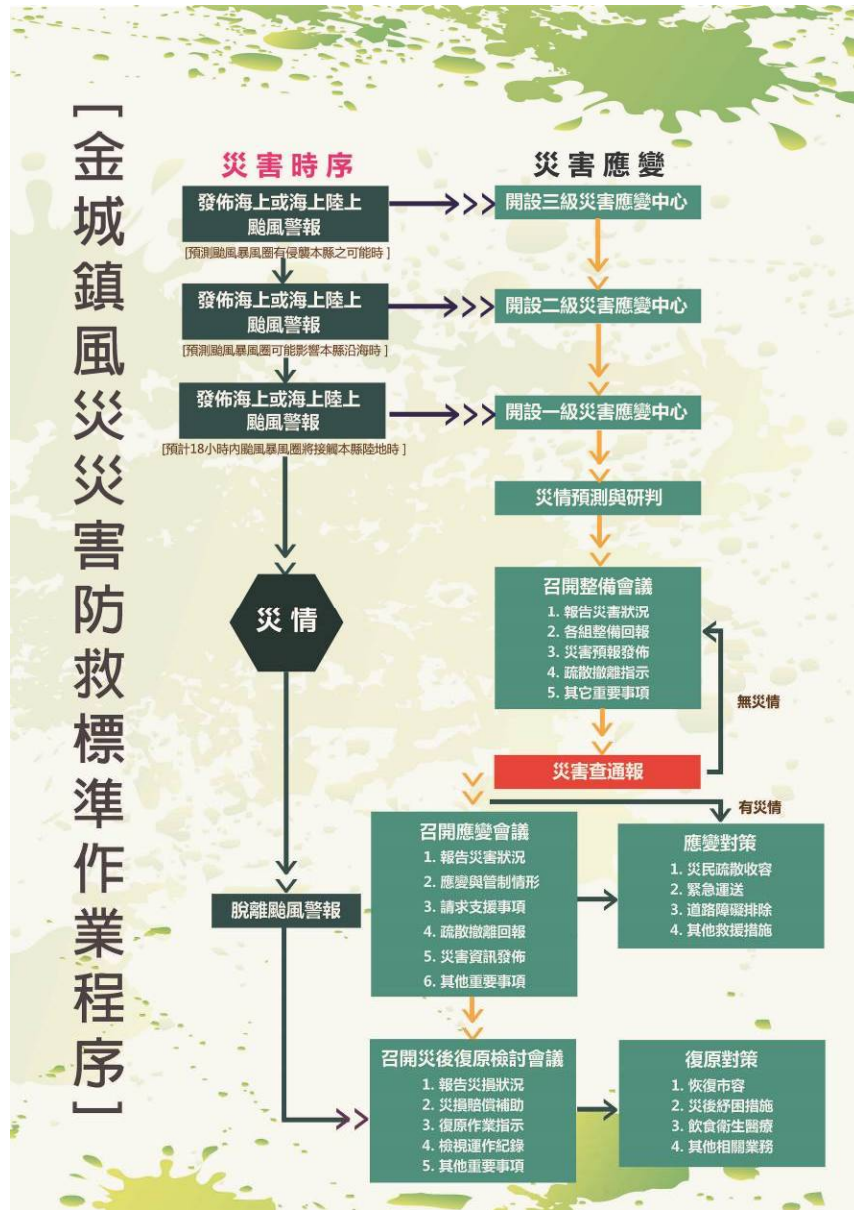 [金城鎮風災災害防救標準作業程序]
災害時序
災害應變
發佈海上或海上陸上
颱風警報
[預測颱風暴風圈有侵襲本縣之可能時]
開設三級災害應變中心
發佈海上或海上陸上
颱風警報
[預測颱風暴風圈可能影響本縣沿海時]
開設二級災害應變中心
發佈海上或海上陸上
颱風警報
[預計18小時內颱風暴風圈將接觸本縣陸地時]
開設一級災害應變中心
災情預測與研判
災情
召開整備會議
1. 報告災害狀況
2. 各組整備回報
3. 災害預報發佈
4. 疏散撤離指示
5. 其它重要事項
無災情
災害查通報
有災情
召開應變會議
1. 報告災害狀況
2. 應變與管制情形
3. 請求支援事項
4. 疏散撤離回報
5. 災害資訊發佈
6. 其他重要事項
應變對策
1. 災民疏散收容
2. 緊急運送
3. 道路障礙排除
4. 其他救援措施
脫離颱風警報
召開災後復原檢討會議
1. 報告災損狀況
2. 災損賠償補助
3. 復原作業指示
4. 檢視運作紀錄
5. 其他重要事項
復原對策
1. 恢復市容
2. 災後紓困措施
3. 飲食衛生醫療
4. 其他相關業務